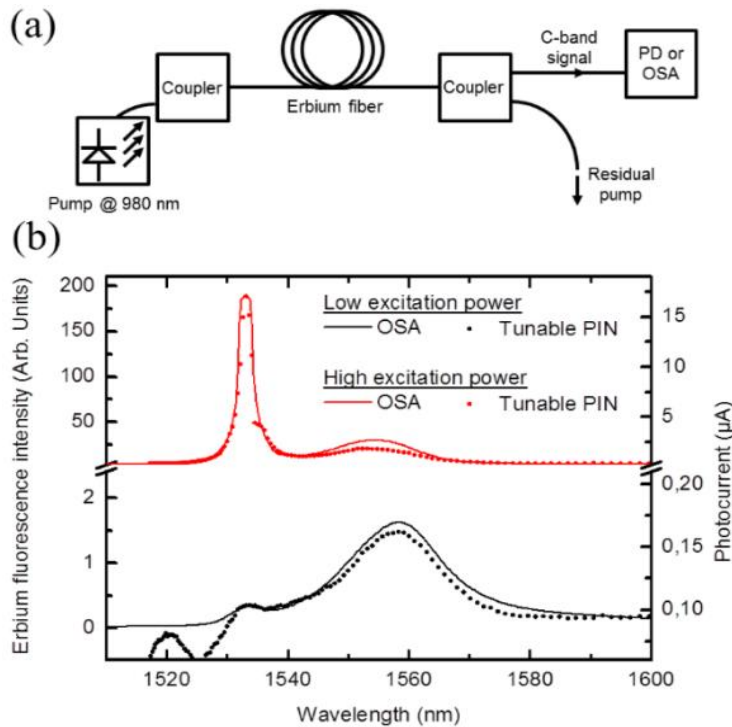 (a)
C-band
signal
PD or
OSA
Coupler
Coupler
Erbium fiber
Pump @ 980 nm
Residual
pump
(b)
Erbium fluorescence intensity (Arb. Units)
200
150
100
50
2
1
0
Low excitation power
OSA
Tunable PIN
High excitation power
OSA
Tunable PIN
15
10
5
0,20
0,15
0,10
Photocurrent (μA)
1520
1540
1560
1580
1600
Wavelength (nm)